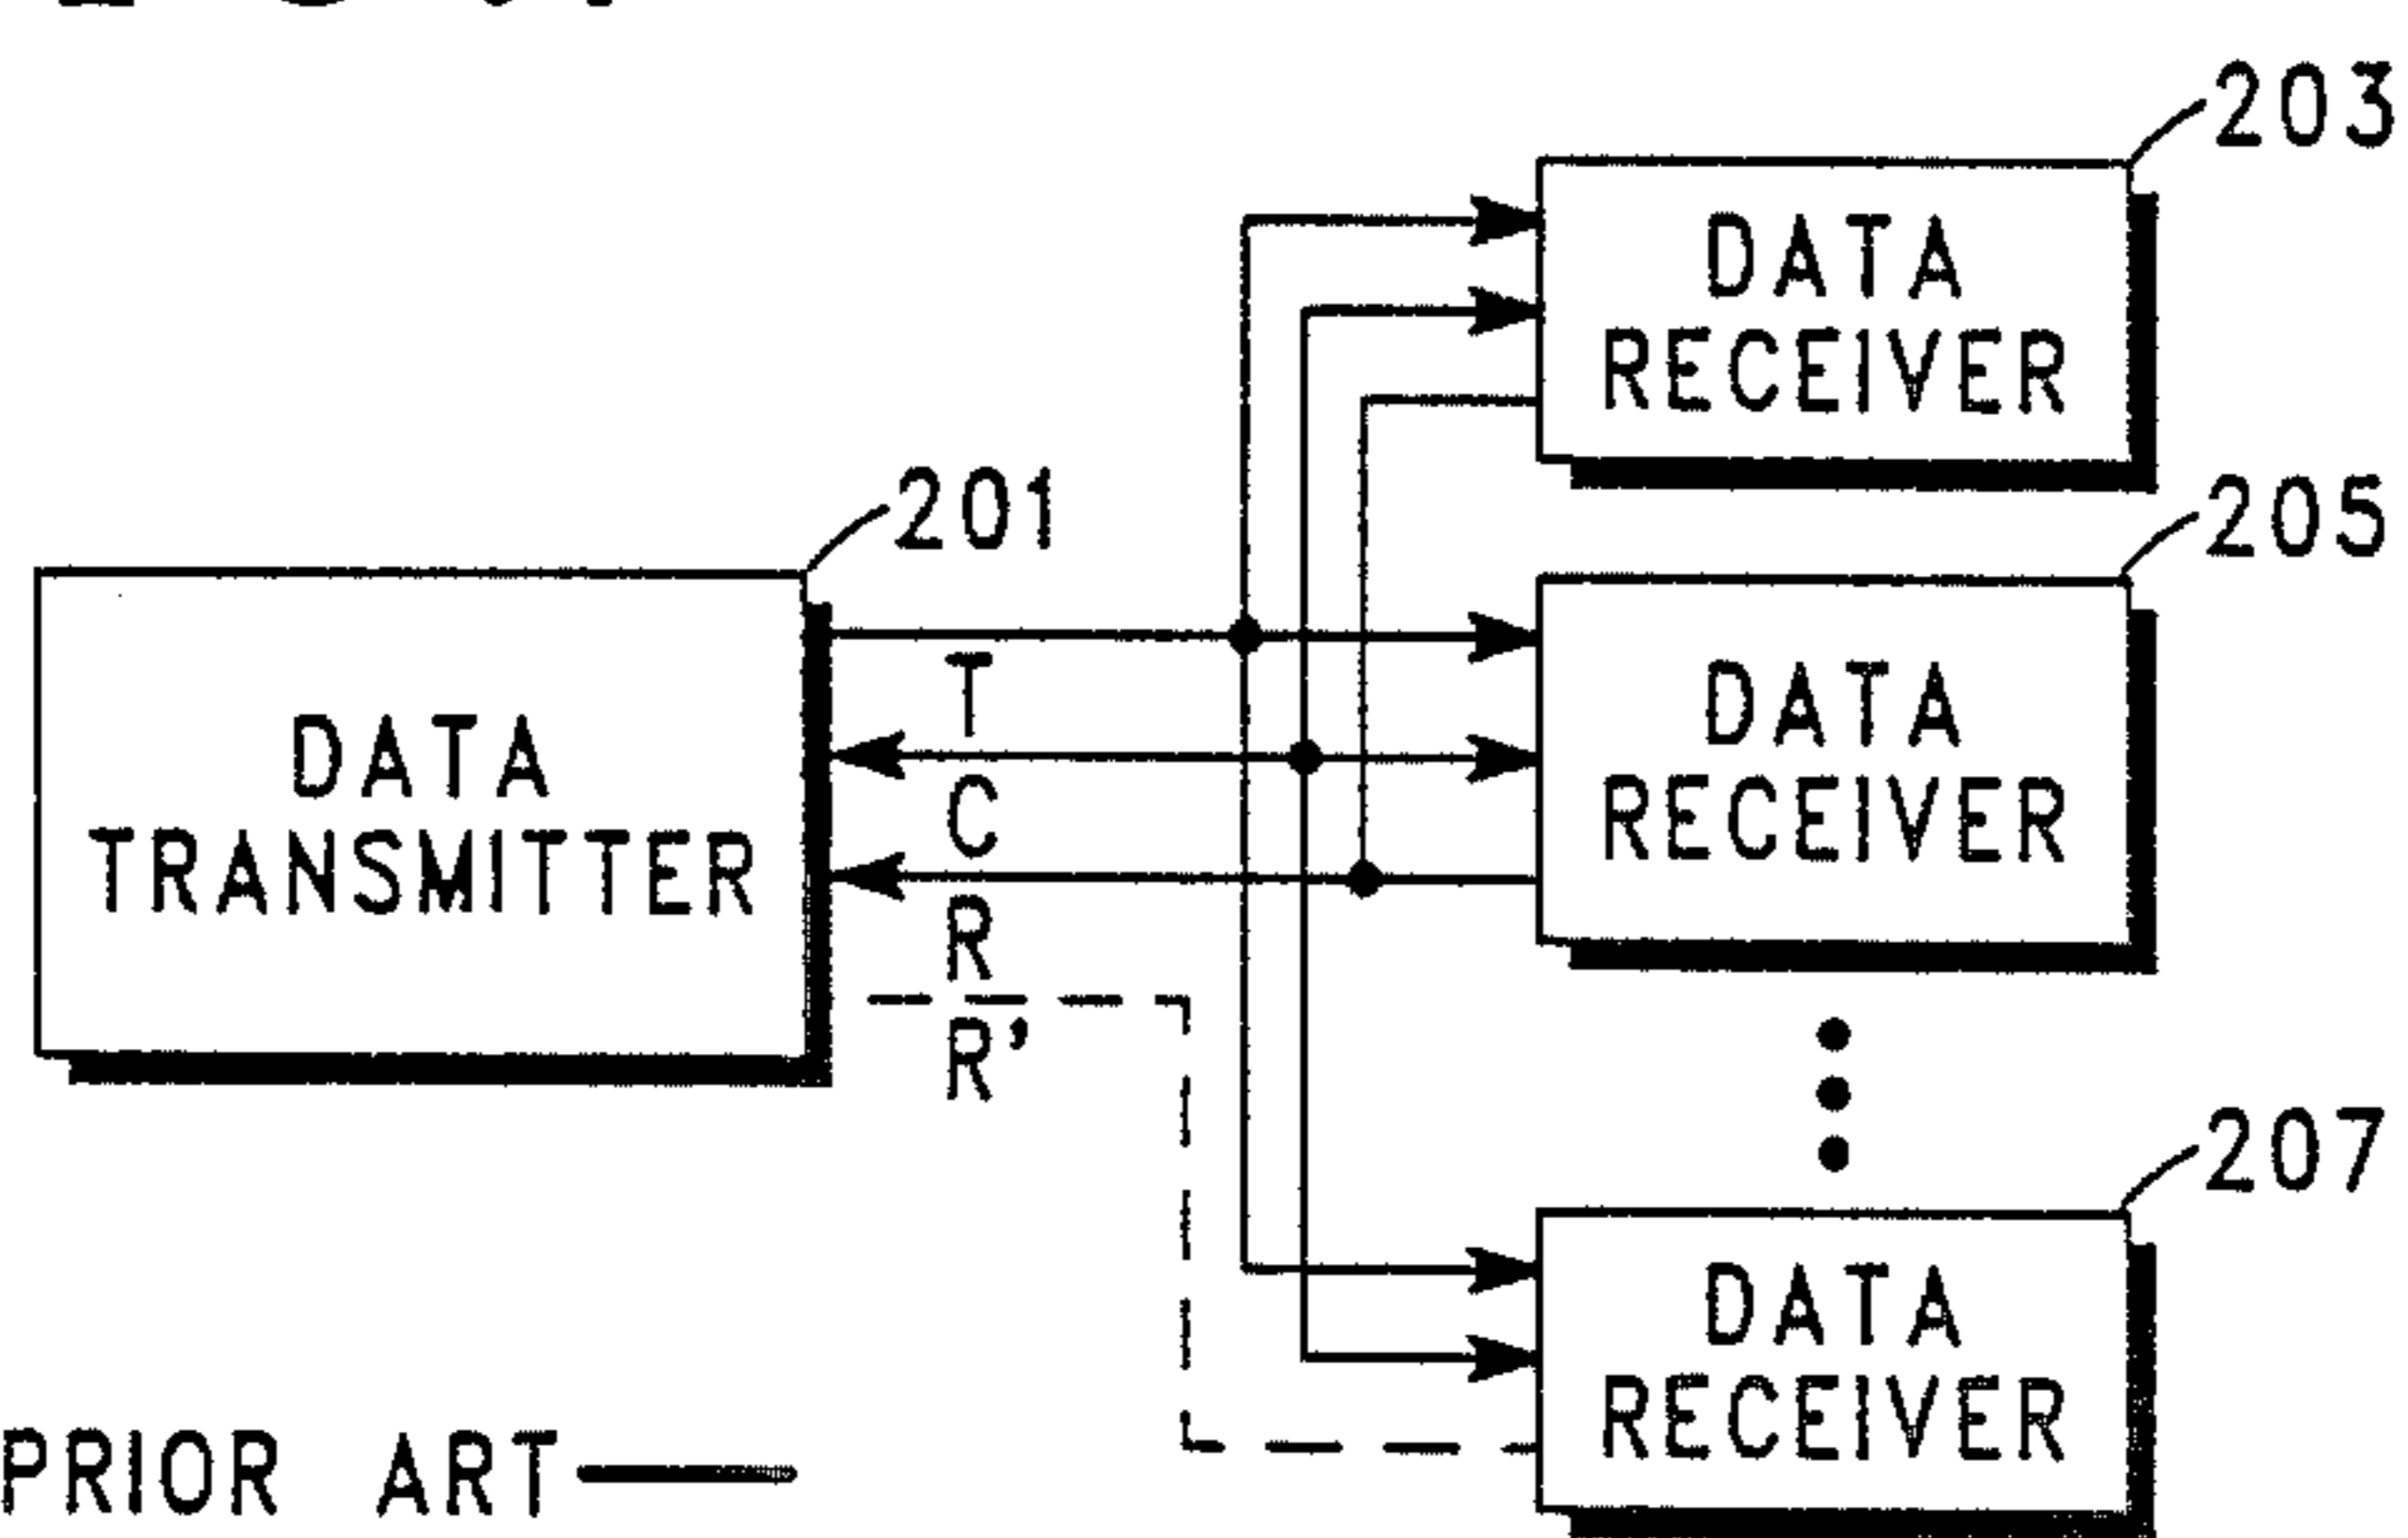 203
DATA
RECEIVER
201
205
DATA
TRANSMITTER
T
C
R
R'
DATA
RECEIVER
207
DATA
RECEIVER
PRIOR ART